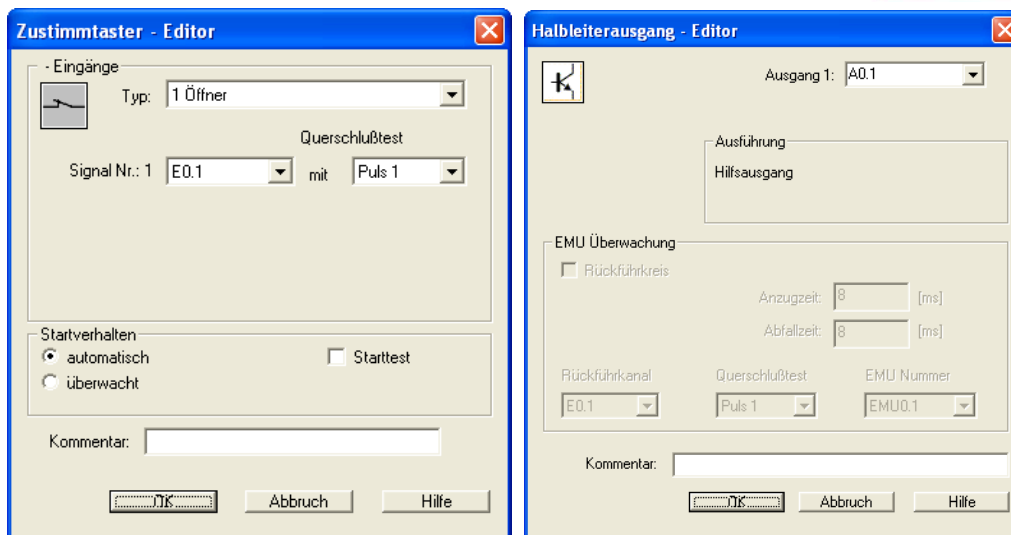 Zustimmtaster - Editor
- Eingänge
Typ: 1 Öffner
Querschlußtest
Signal Nr.: 1 E0.1 mit Puls 1
Startverhalten
automatisch Starttest
überwacht
Kommentar:
OK Abbruch Hilfe
Halbleiterausgang - Editor
Ausgang 1: A0.1
Ausführung
Hilfsausgang
EMU Überwachung
Rückführkreis
Anzugzeit: 8 [ms]
Abfallzeit: 8 [ms]
Rückführkanal Querschlußtest EMU Nummer
E0.1 Puls 1 EMU0.1
Kommentar:
OK Abbruch Hilfe